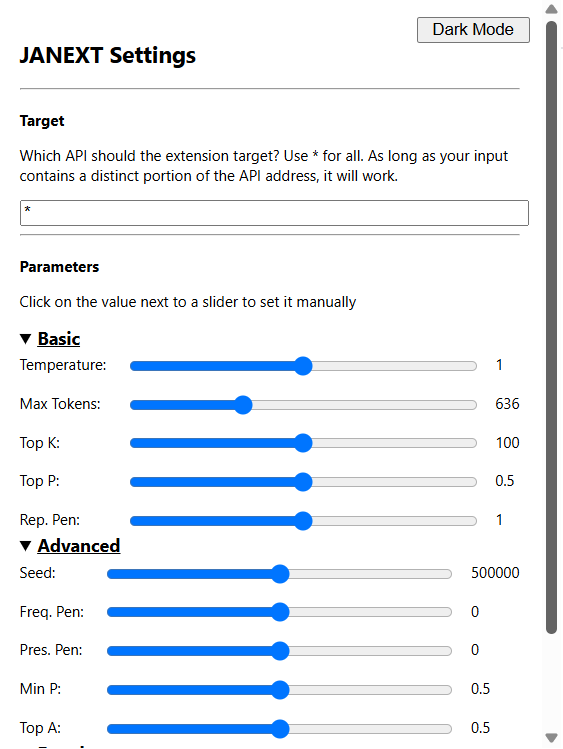 Dark Mode
JANEXT Settings
Target
Which API should the extension target? Use * for all. As long as your input
contains a distinct portion of the API address, it will work.
*
Parameters
Click on the value next to a slider to set it manually
▼ Basic
Temperature: 1
Max Tokens: 636
Top K: 100
Top P: 0.5
Rep. Pen: 1
▼ Advanced
Seed: 500000
Freq. Pen: 0
Pres. Pen: 0
Min P: 0.5
Top A: 0.5